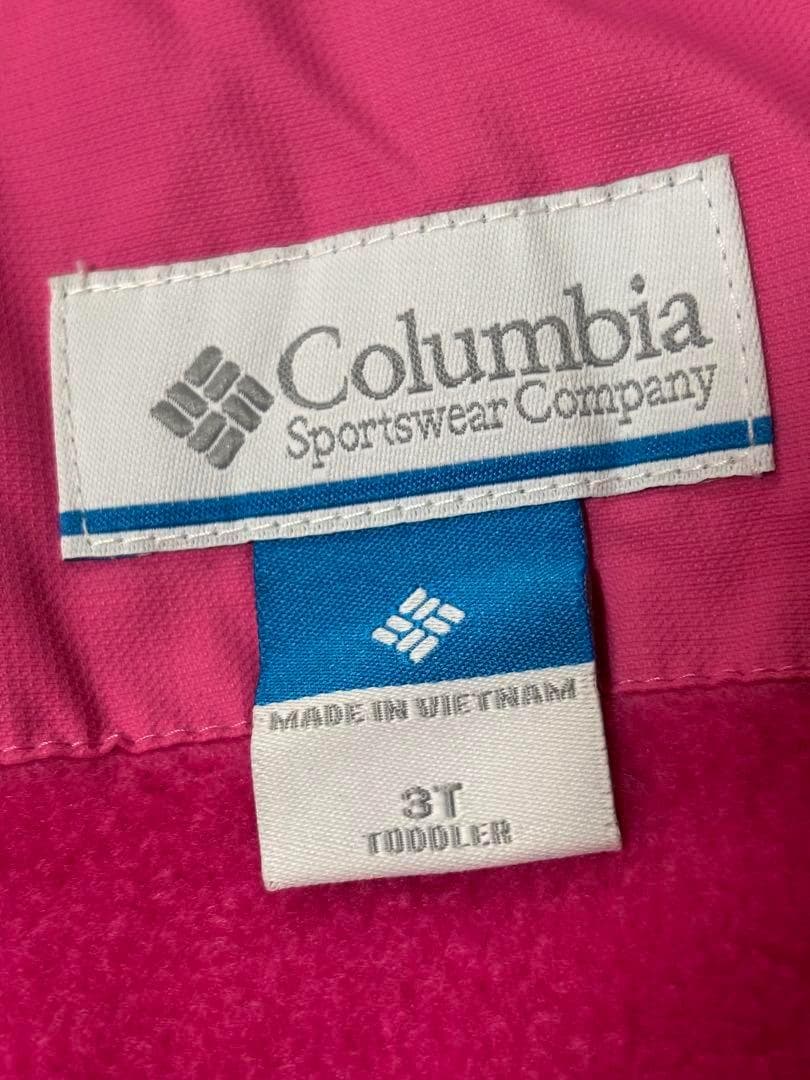 Columbia
Sportswear Company
MADE IN VIETNAM
3T
TODDLER